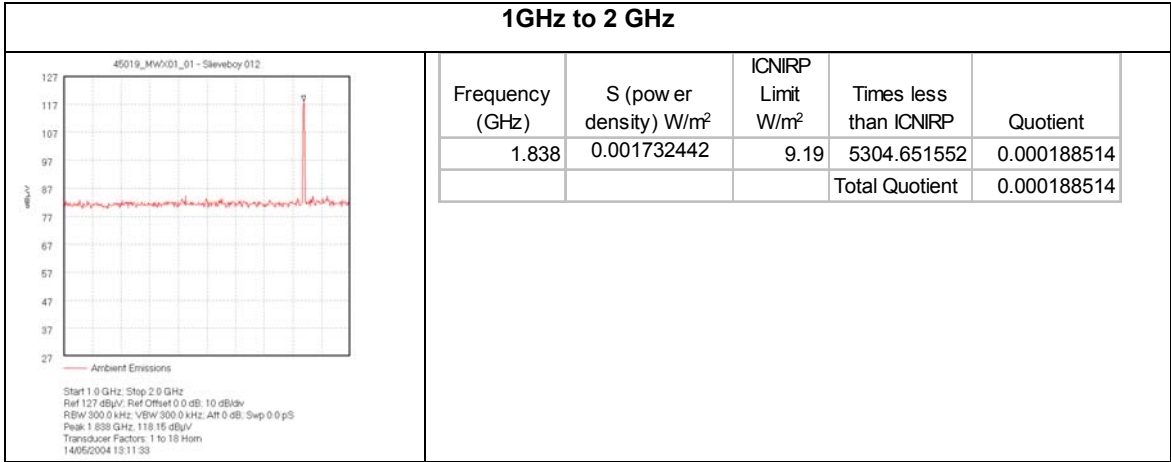 1GHz to 2 GHz
45019_MWX01_01 - Slieveboy 012
127
117
107
97
87
77
67
57
47
37
27
dBµV
Ambient Emissions
Start 1.0 GHz; Stop 2.0 GHz
Ref 127 dBµV; Ref Offset 0.0 dB; 10 dB/div
RBW 300.0 kHz; VBW 300.0 kHz; Att 0 dB; Swp 0.0 pS
Peak 1.838 GHz, 118.15 dBµV
Transducer Factors: 1 to 18 Horn
14/05/2004 13:11:33
Frequency (GHz) S (pow er density) W/m² ICNIRP Limit W/m² Times less than ICNIRP Quotient
1.838 0.001732442 9.19 5304.651552 0.000188514
Total Quotient 0.000188514